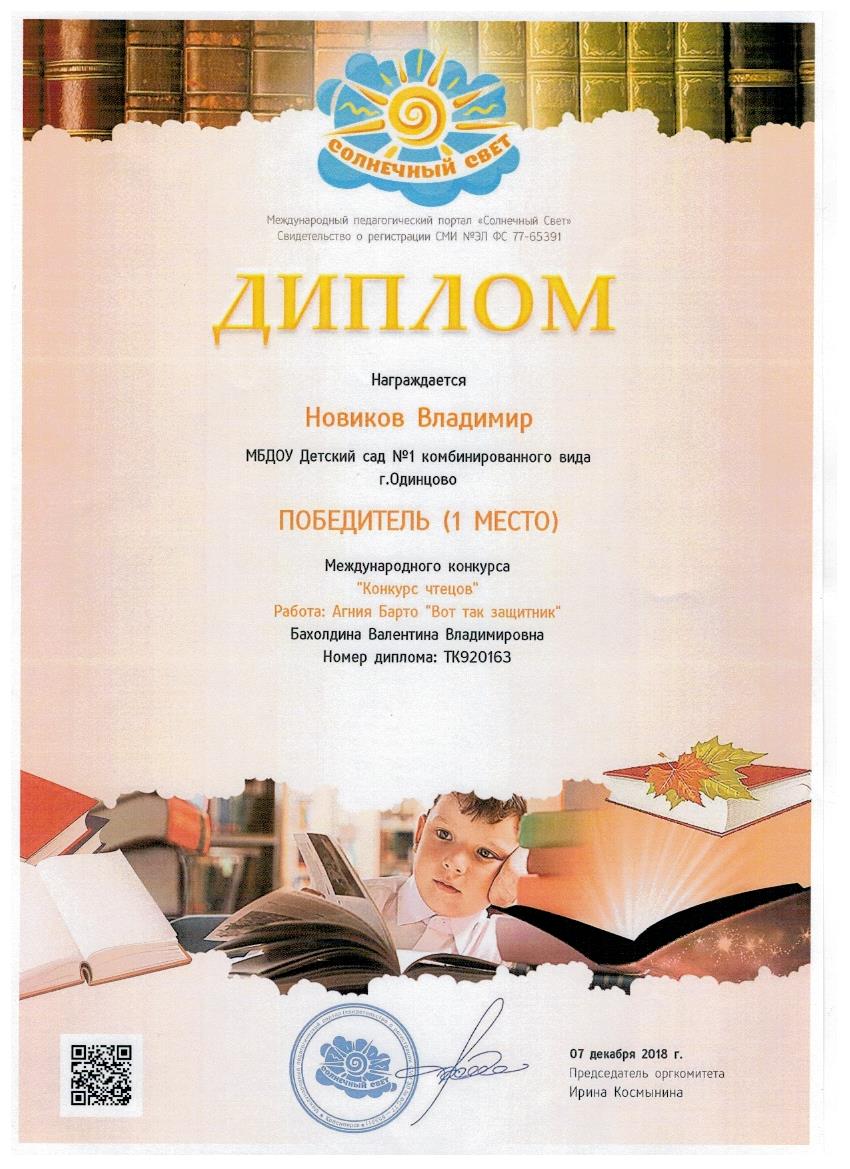 СОЛНЕЧНЫЙ СВЕТ
Международный педагогический портал «Солнечный Свет»
Свидетельство о регистрации СМИ №ЭЛ ФС 77-65391
ДИПЛОМ
Награждается
Новиков Владимир
МБДОУ Детский сад №1 комбинированного вида
г.Одинцово
ПОБЕДИТЕЛЬ (1 МЕСТО)
Международного конкурса
"Конкурс чтецов"
Работа: Агния Барто "Вот так защитник"
Бахолдина Валентина Владимировна
Номер диплома: ТК920163
СОЛНЕЧНЫЙ СВЕТ
07 декабря 2018 г.
Председатель оргкомитета
Ирина Космынина